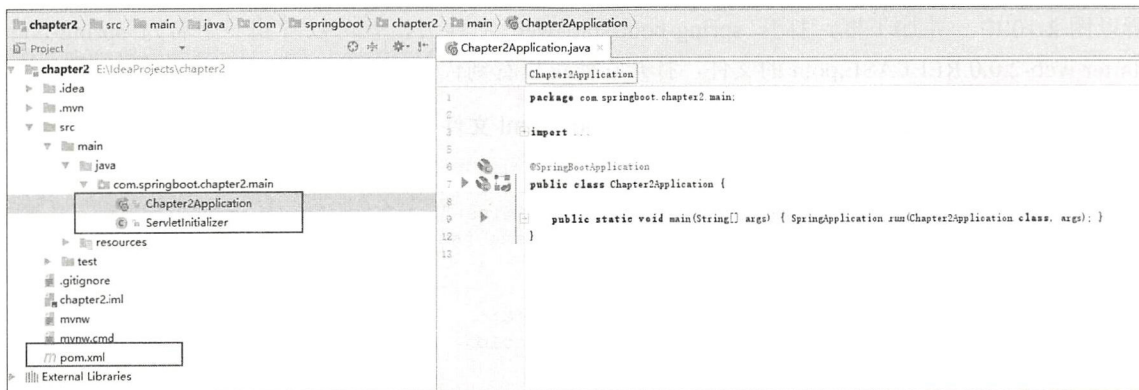 chapter2 〉 src 〉 main 〉 java 〉 com 〉 springboot 〉 chapter2 〉 main 〉 Chapter2Application 〉
Project
Chapter2Application.java ×
chapter2 E:\IdeaProjects\chapter2
.idea
.mvn
src
main
java
com.springboot.chapter2.main
Chapter2Application
ServletInitializer
resources
test
.gitignore
chapter2.iml
mvnw
mvnw.cmd
pom.xml
External Libraries
Chapter2Application
1 package com.springboot.chapter2.main;
2
3 import ...
5
6 @SpringBootApplication
7 public class Chapter2Application {
8
9 public static void main(String[] args) { SpringApplication.run(Chapter2Application.class, args); }
12 }
13